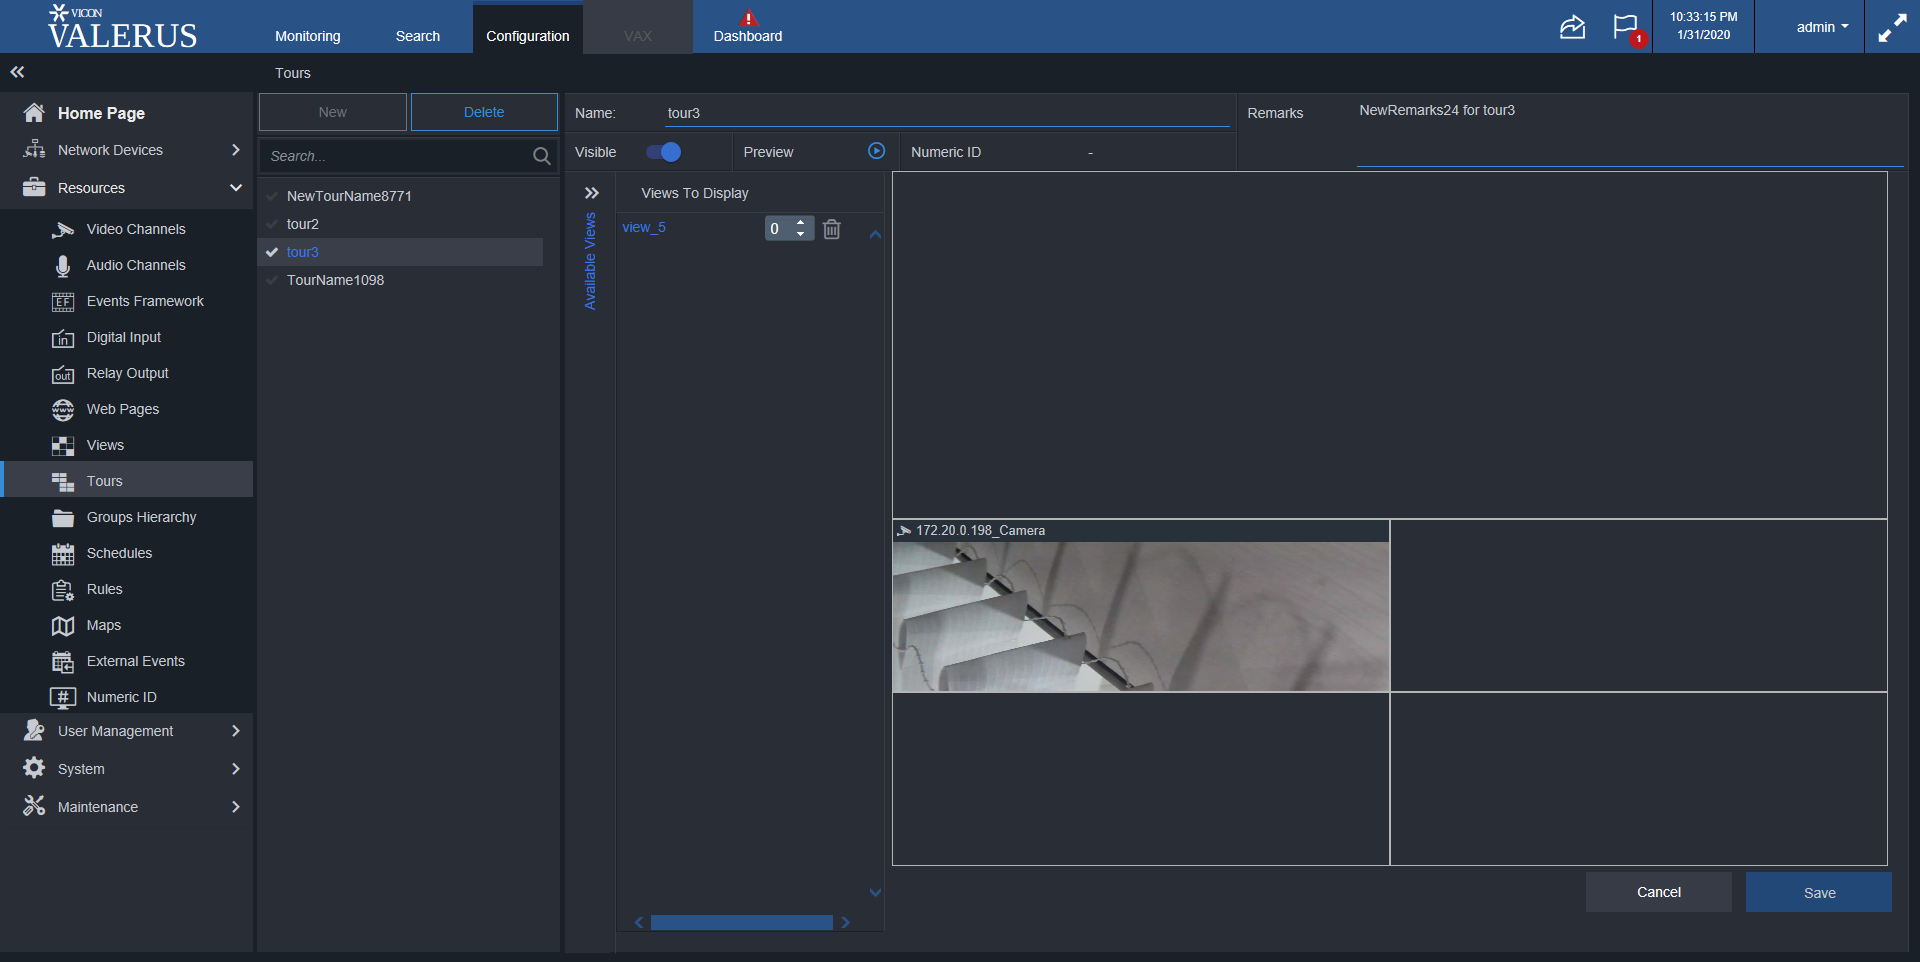 VICON
VALERUS
Monitoring
Search
Configuration
VAX
Dashboard
1
10:33:15 PM
1/31/2020
admin
Tours
Home Page
Network Devices
Resources
Video Channels
Audio Channels
EF Events Framework
in Digital Input
out Relay Output
www Web Pages
Views
Tours
Groups Hierarchy
Schedules
Rules
Maps
External Events
# Numeric ID
User Management
System
Maintenance
New
Delete
Search...
NewTourName8771
tour2
tour3
TourName1098
Name: tour3
Remarks NewRemarks24 for tour3
Visible
Preview
Numeric ID -
Available Views
Views To Display
view_5 0
172.20.0.198_Camera
Cancel
Save